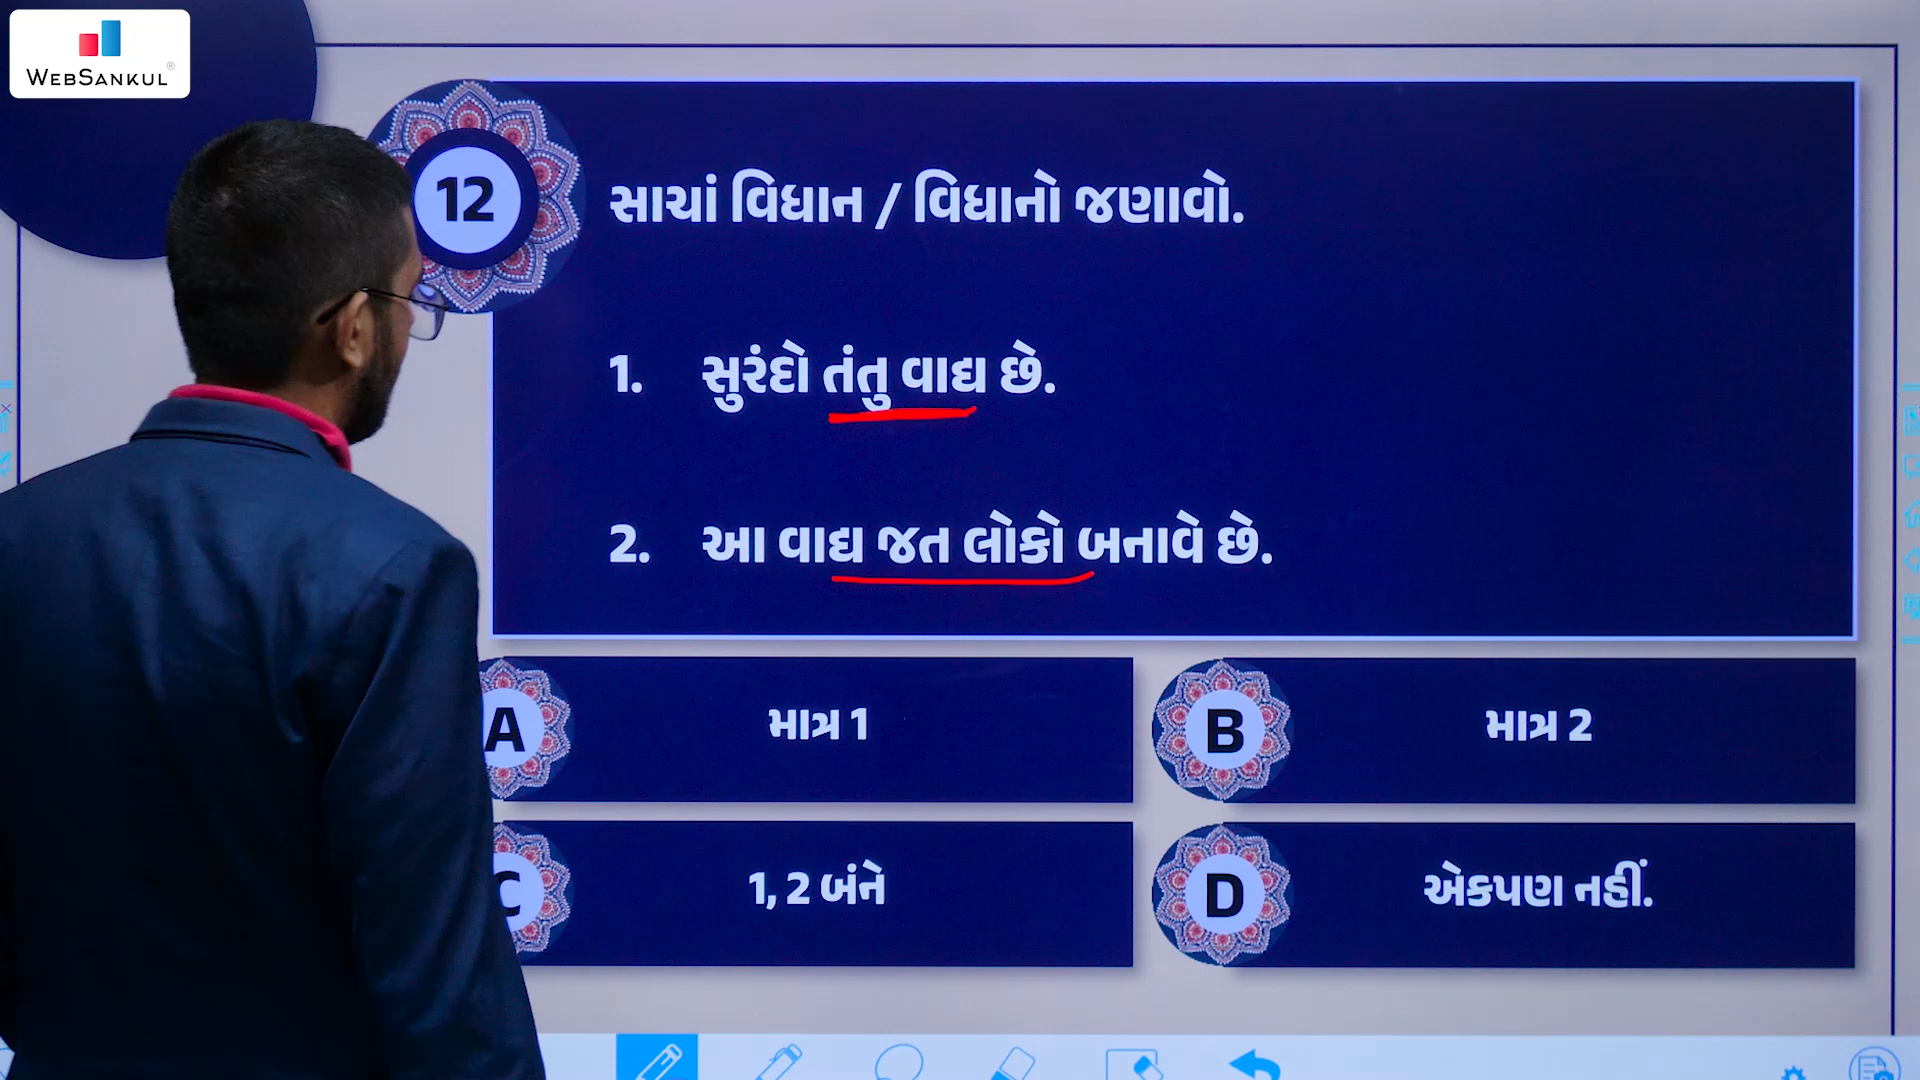 WEBSANKUL®
12
સાચાં વિધાન / વિધાનો જણાવો.
1. સુરંદો તંતુ વાદ્ય છે.
2. આ વાદ્ય જત લોકો બનાવે છે.
A માત્ર 1
B માત્ર 2
C 1, 2 બંને
D એકપણ નહીં.